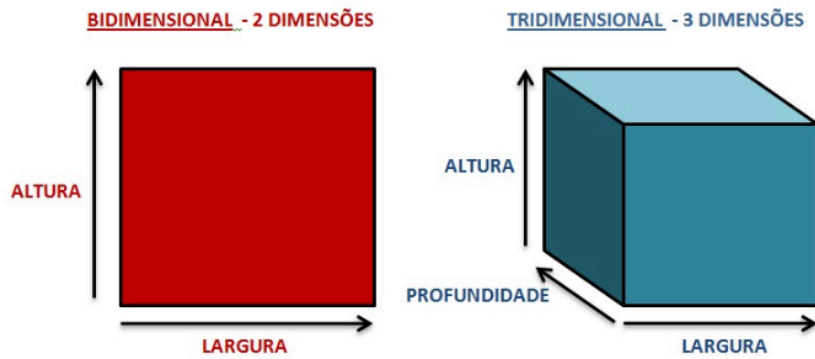 BIDIMENSIONAL - 2 DIMENSÕES
ALTURA
LARGURA
TRIDIMENSIONAL - 3 DIMENSÕES
ALTURA
PROFUNDIDADE
LARGURA